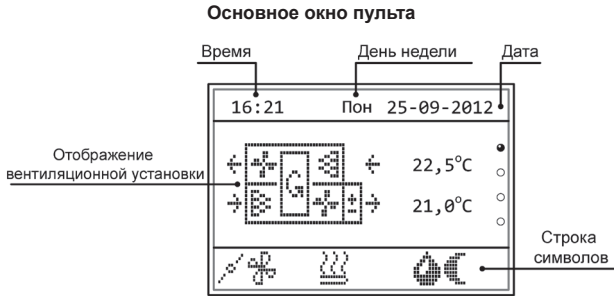 Основное окно пульта
Время
День недели
Дата
16:21 Пон 25-09-2012
Отображение
вентиляционной установки
G
22,5°C
21,0°C
Строка
символов